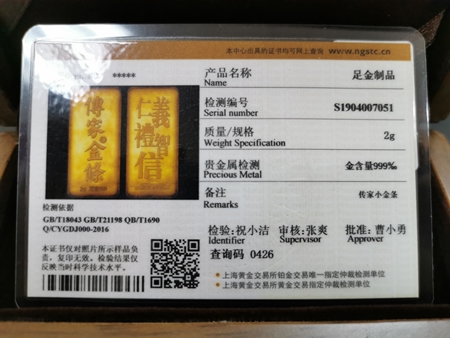 本中心出具的证书均可网上查询 www.ngstc.cn
*****
传家金条
仁義禮智信
产品名称 足金制品
Name
检测编号 S1904007051
Serial number
质量/规格 2g
Weight Specification
贵金属检测 金含量999‰
Precious Metal
备注 传家小金条
Remarks
检测依据
GB/T18043 GB/T21198 QB/T1690
Q/CYGDJ000-2016
本证书仅对照片所示样品负
责、复印无效。检验结果仅
反映当时科学技术水平。
检验:祝小洁 审核:张爽 批准:曹小勇
Identifier Supervisor Approver
查询码 0426
上海黄金交易所铂金交易唯一指定仲裁检测单位
上海黄金交易所黄金交易指定仲裁检测单位